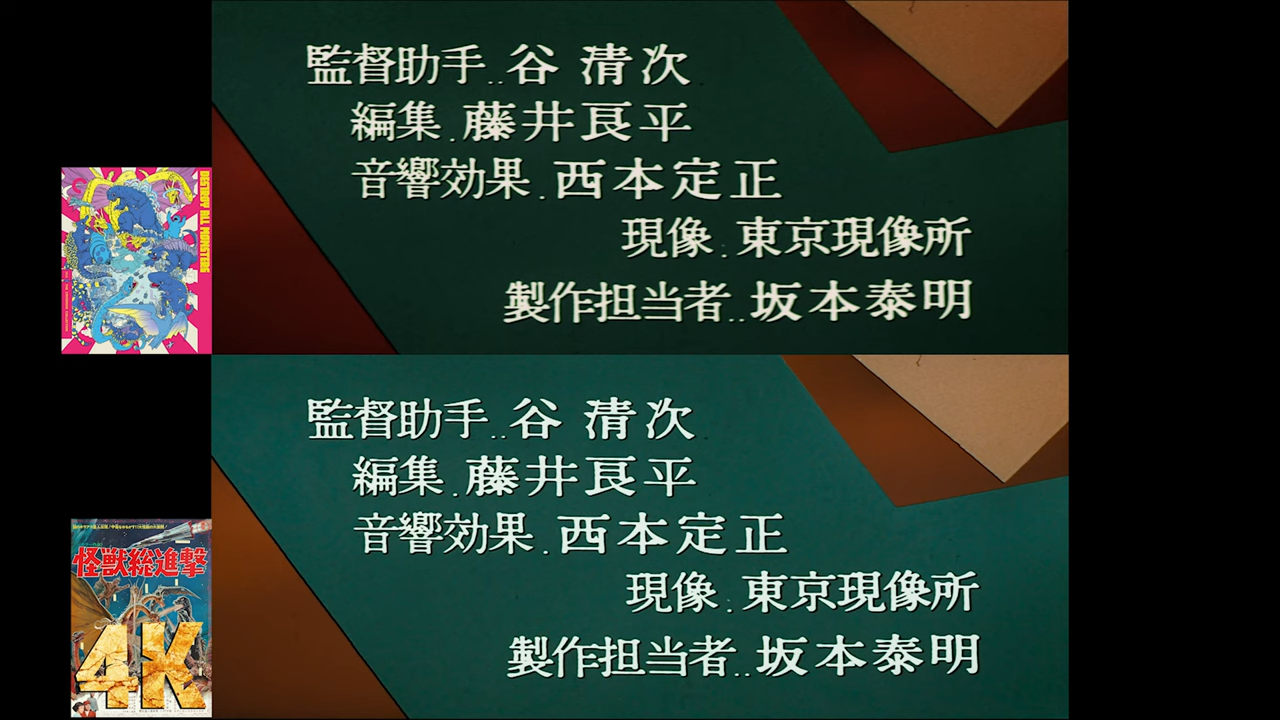 監督助手..谷 清次
編集.藤井良平
音響効果.西本定正
現像.東京現像所
製作担当者..坂本泰明
DESTROY ALL MONSTERS
監督助手..谷 清次
編集.藤井良平
音響効果.西本定正
現像.東京現像所
製作担当者..坂本泰明
怪獣総進撃
4K